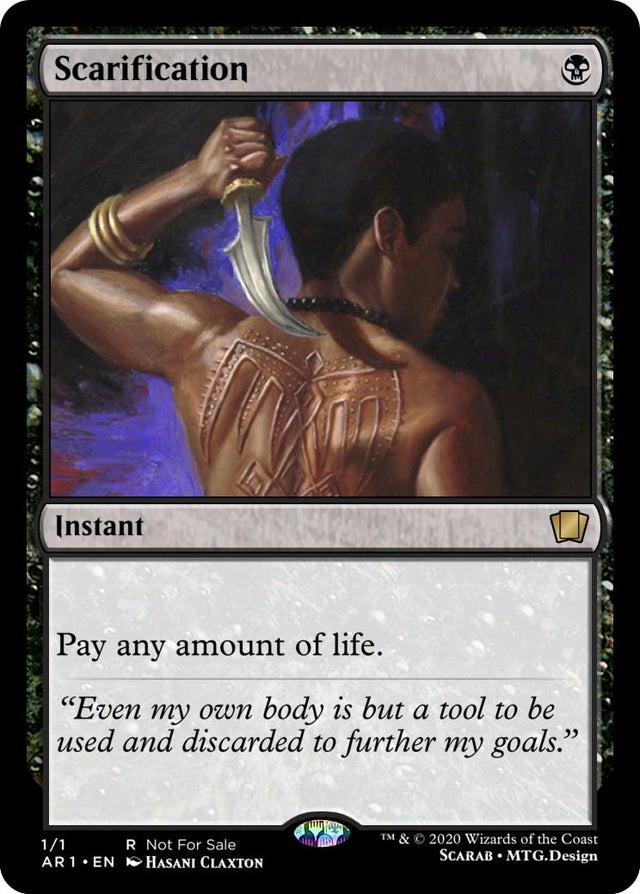 Scarification
Instant
Pay any amount of life.
“Even my own body is but a tool to be
used and discarded to further my goals.”
1/1 R Not For Sale
AR1 • EN Hasani Claxton
™ & © 2020 Wizards of the Coast
Scarab • MTG.Design